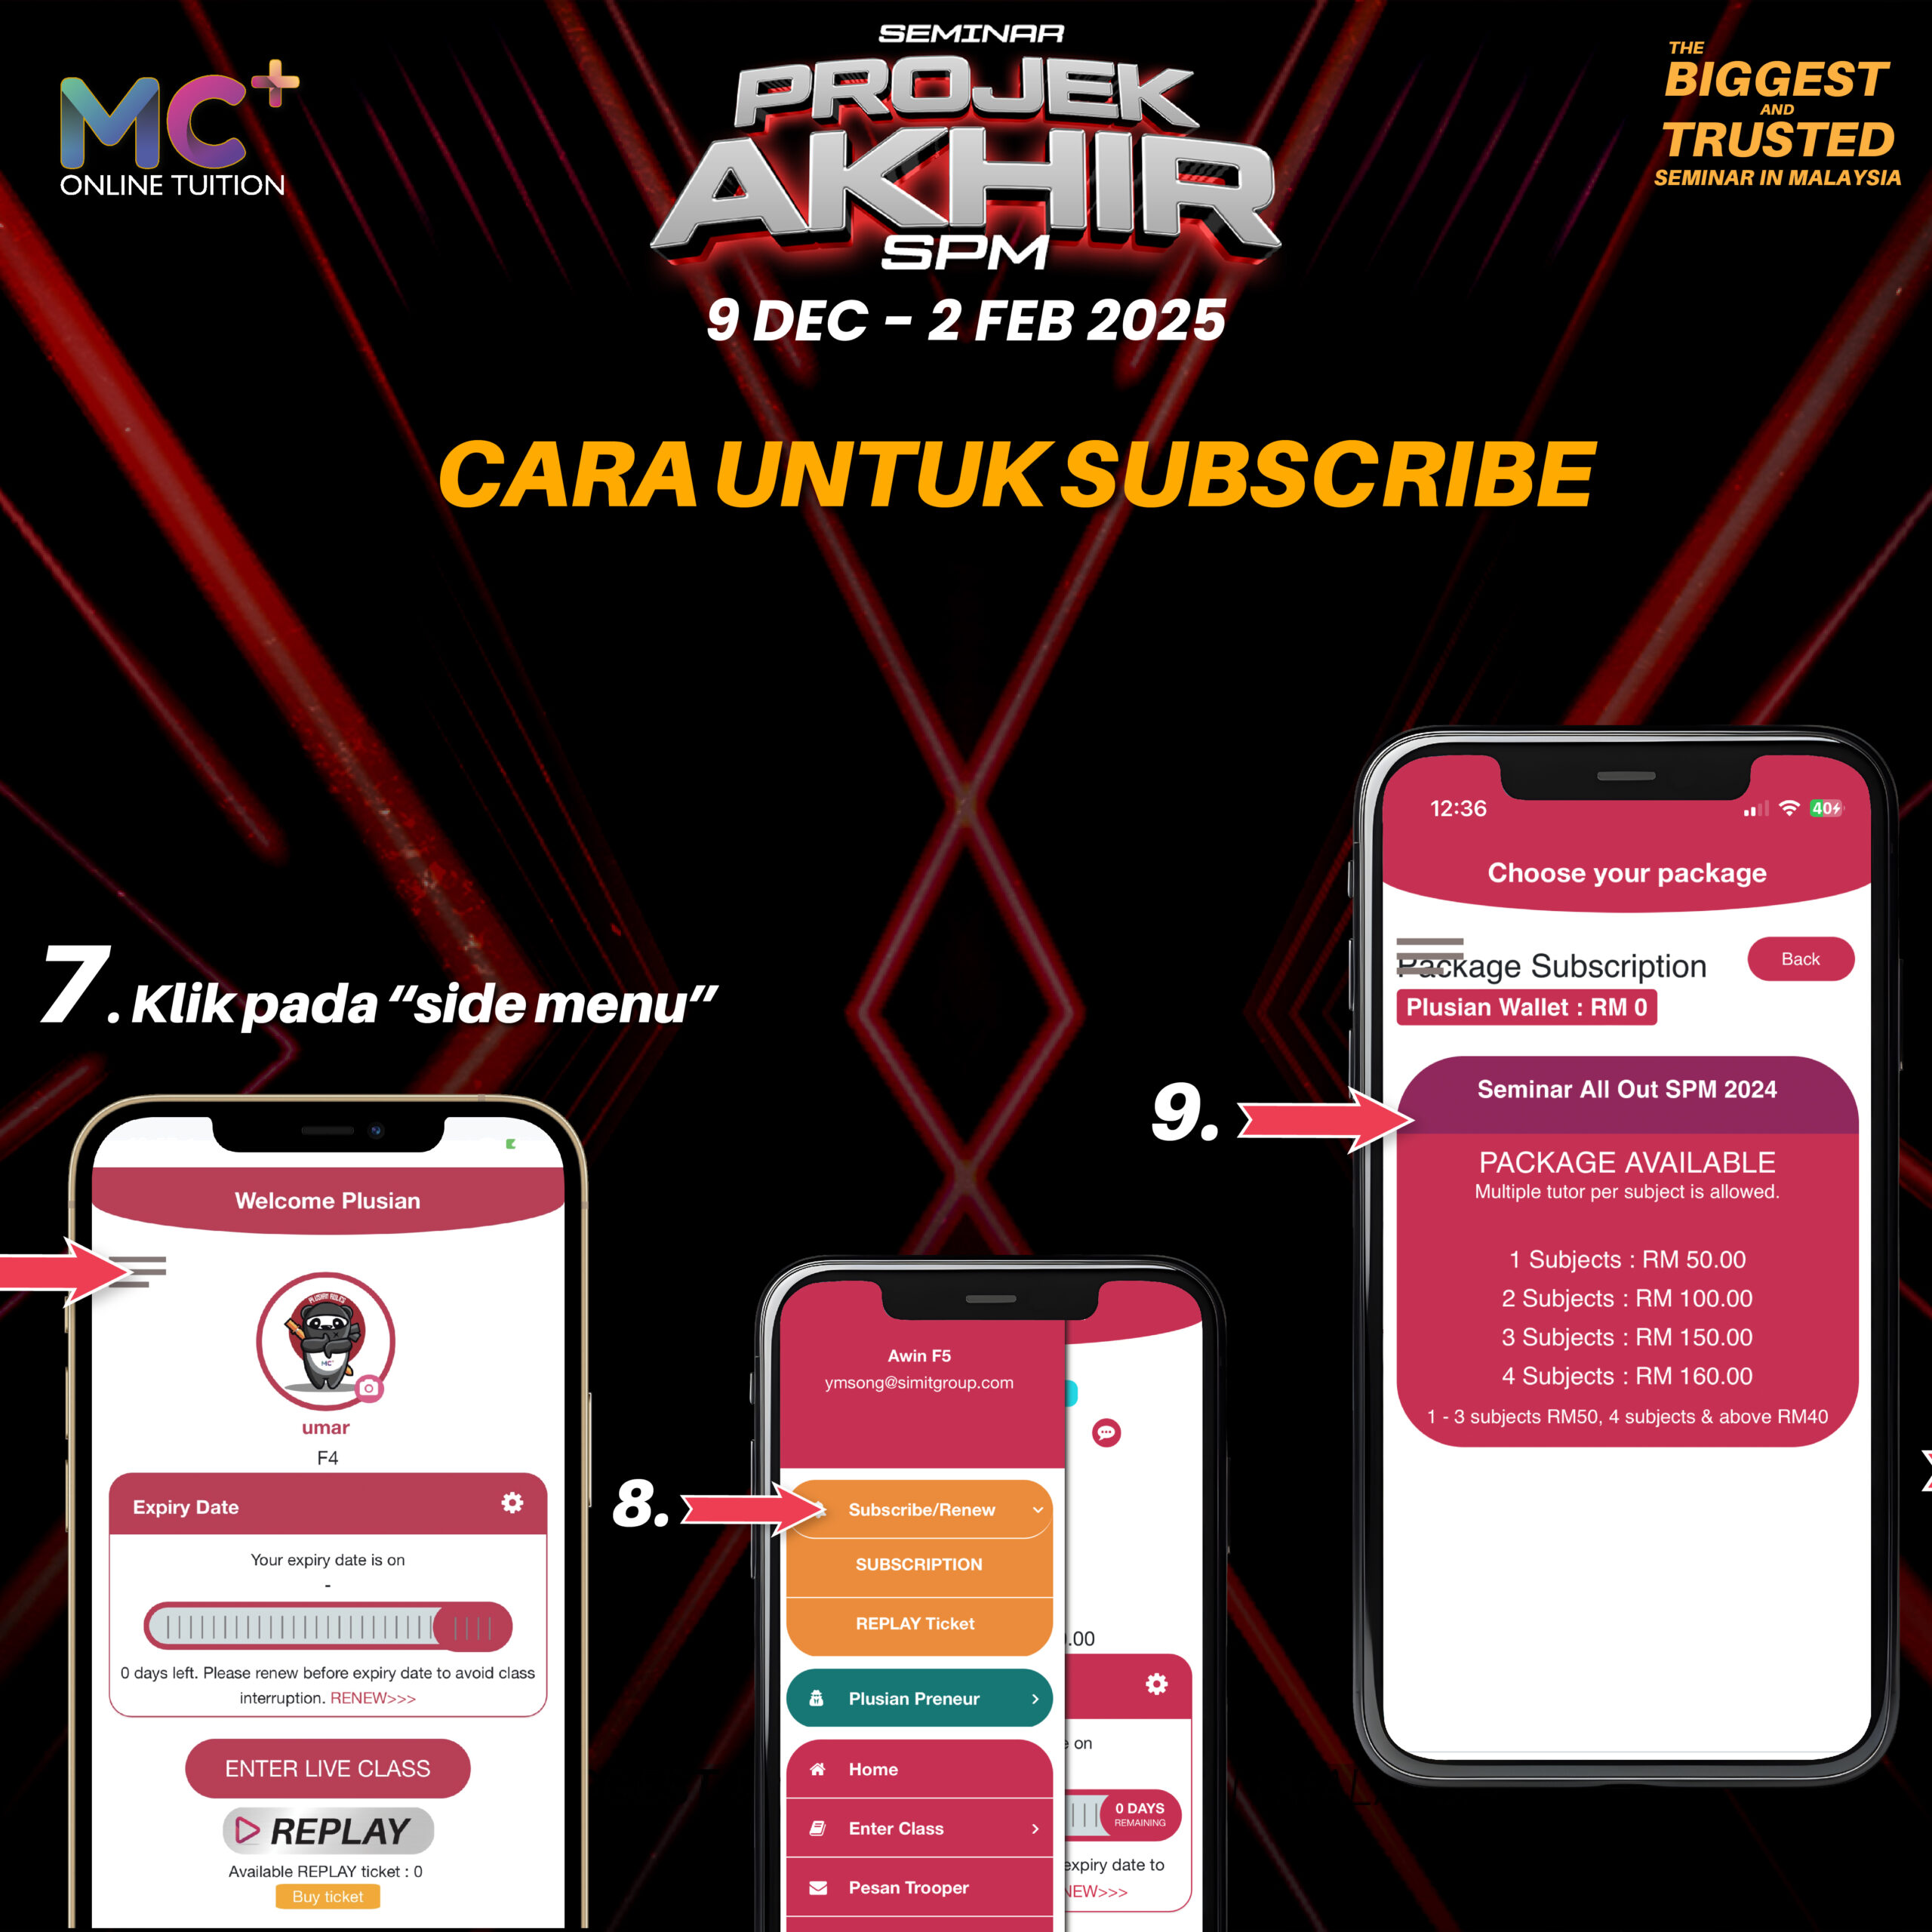 MC+
ONLINE TUITION
SEMINAR
PROJEK
AKHIR
SPM
9 DEC - 2 FEB 2025
THE
BIGGEST
AND
TRUSTED
SEMINAR IN MALAYSIA
CARA UNTUK SUBSCRIBE
7. Klik pada "side menu"
Welcome Plusian
MC+
umar
F4
Expiry Date
Your expiry date is on
-
0 days left. Please renew before expiry date to avoid class
interruption. RENEW>>>
ENTER LIVE CLASS
REPLAY
Available REPLAY ticket : 0
Buy ticket
8.
Awin F5
ymsong@simitgroup.com
Subscribe/Renew
SUBSCRIPTION
REPLAY Ticket
Plusian Preneur
Home
Enter Class
Pesan Trooper
.00
on
0 DAYS
REMAINING
expiry date to
NEW>>>
9.
12:36
40
Choose your package
Package Subscription
Back
Plusian Wallet : RM 0
Seminar All Out SPM 2024
PACKAGE AVAILABLE
Multiple tutor per subject is allowed.
1 Subjects : RM 50.00
2 Subjects : RM 100.00
3 Subjects : RM 150.00
4 Subjects : RM 160.00
1 - 3 subjects RM50, 4 subjects & above RM40